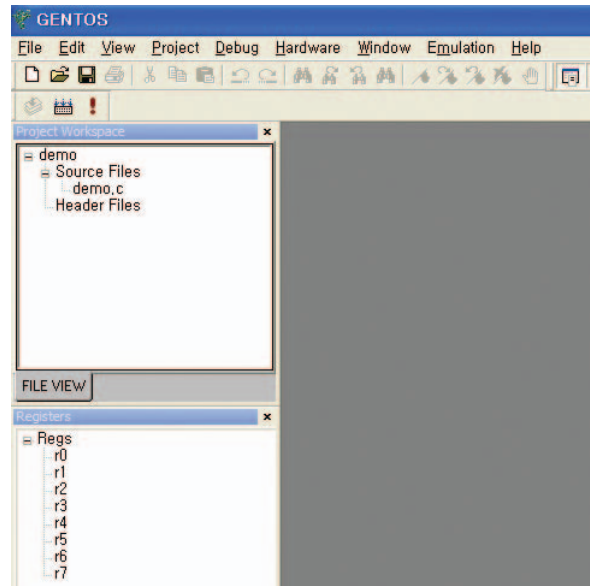 GENTOS
File Edit View Project Debug Hardware Window Emulation Help
Project Workspace
demo
Source Files
demo,c
Header Files
FILE VIEW
Registers
Regs
r0
r1
r2
r3
r4
r5
r6
r7